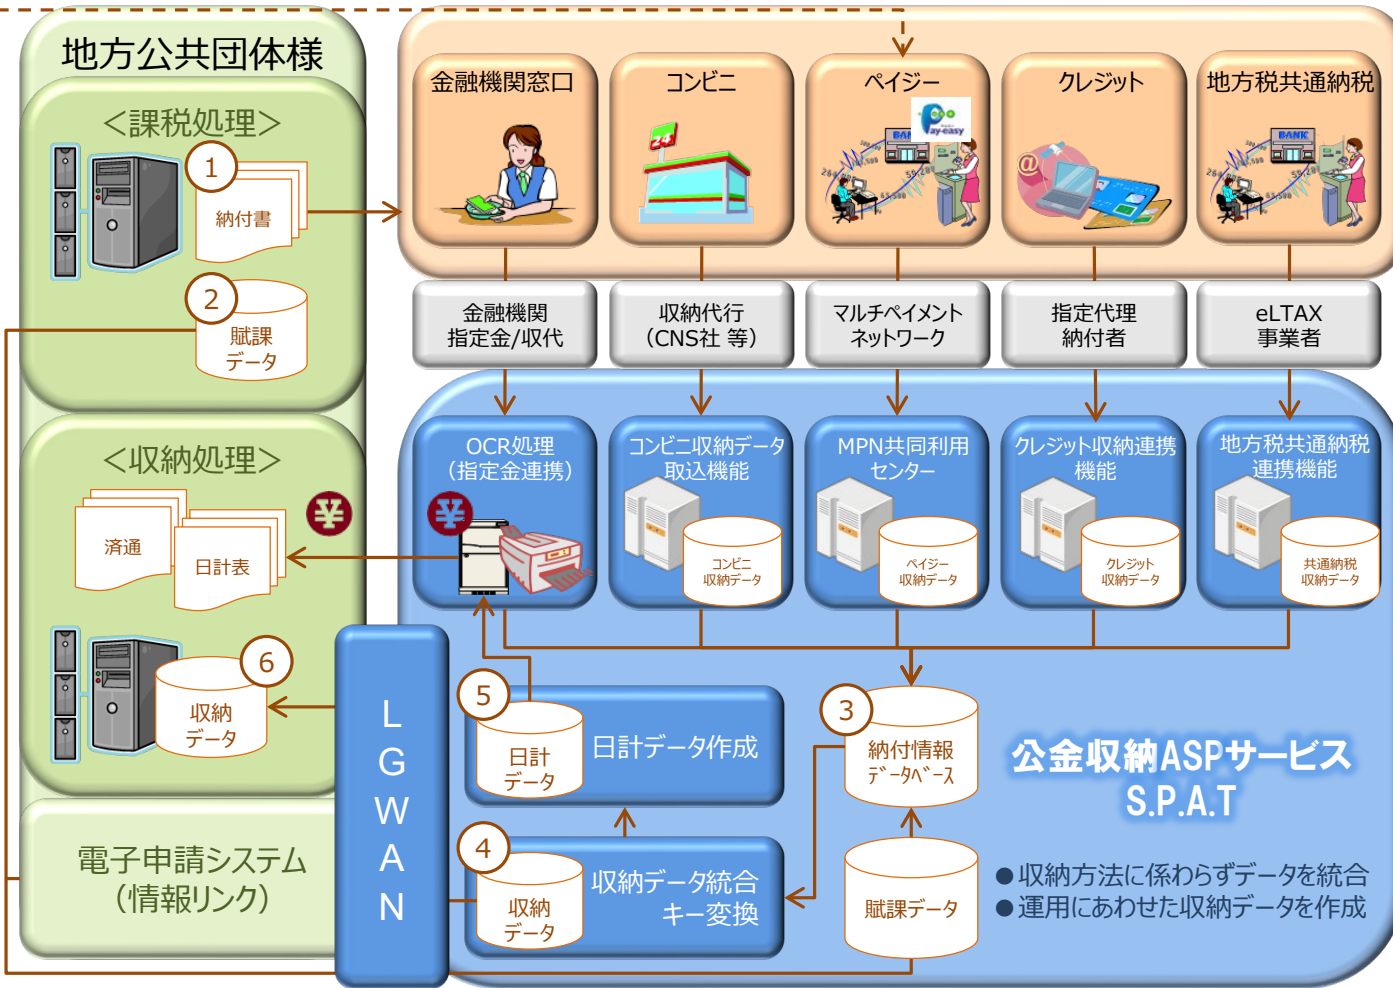 地方公共団体様
＜課税処理＞
1
納付書
2
賦課
データ
＜収納処理＞
済通
日計表
6
収納
データ
電子申請システム
（情報リンク）
金融機関窓口
コンビニ
ペイジー
Pay-easy
クレジット
地方税共通納税
24
BANK
BANK
金融機関
指定金/収代
収納代行
（CNS社 等）
マルチペイメント
ネットワーク
指定代理
納付者
eLTAX
事業者
OCR処理
（指定金連携）
コンビニ収納データ
取込機能
コンビニ
収納データ
MPN共同利用
センター
ペイジー
収納データ
クレジット収納連携
機能
クレジット
収納データ
地方税共通納税
連携機能
共通納税
収納データ
¥
¥
LGWAN
5
日計
データ
日計データ作成
3
納付情報
データベース
4
収納
データ
収納データ統合
キー変換
賦課データ
公金収納ASPサービス
S.P.A.T
●収納方法に係わらずデータを統合
●運用にあわせた収納データを作成